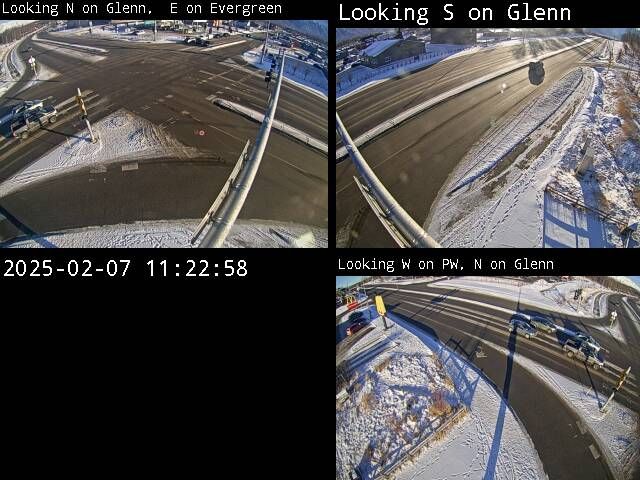 Looking N on Glenn,  E on Evergreen
Looking S on Glenn
2025-02-07 11:22:58
Looking W on PW, N on Glenn